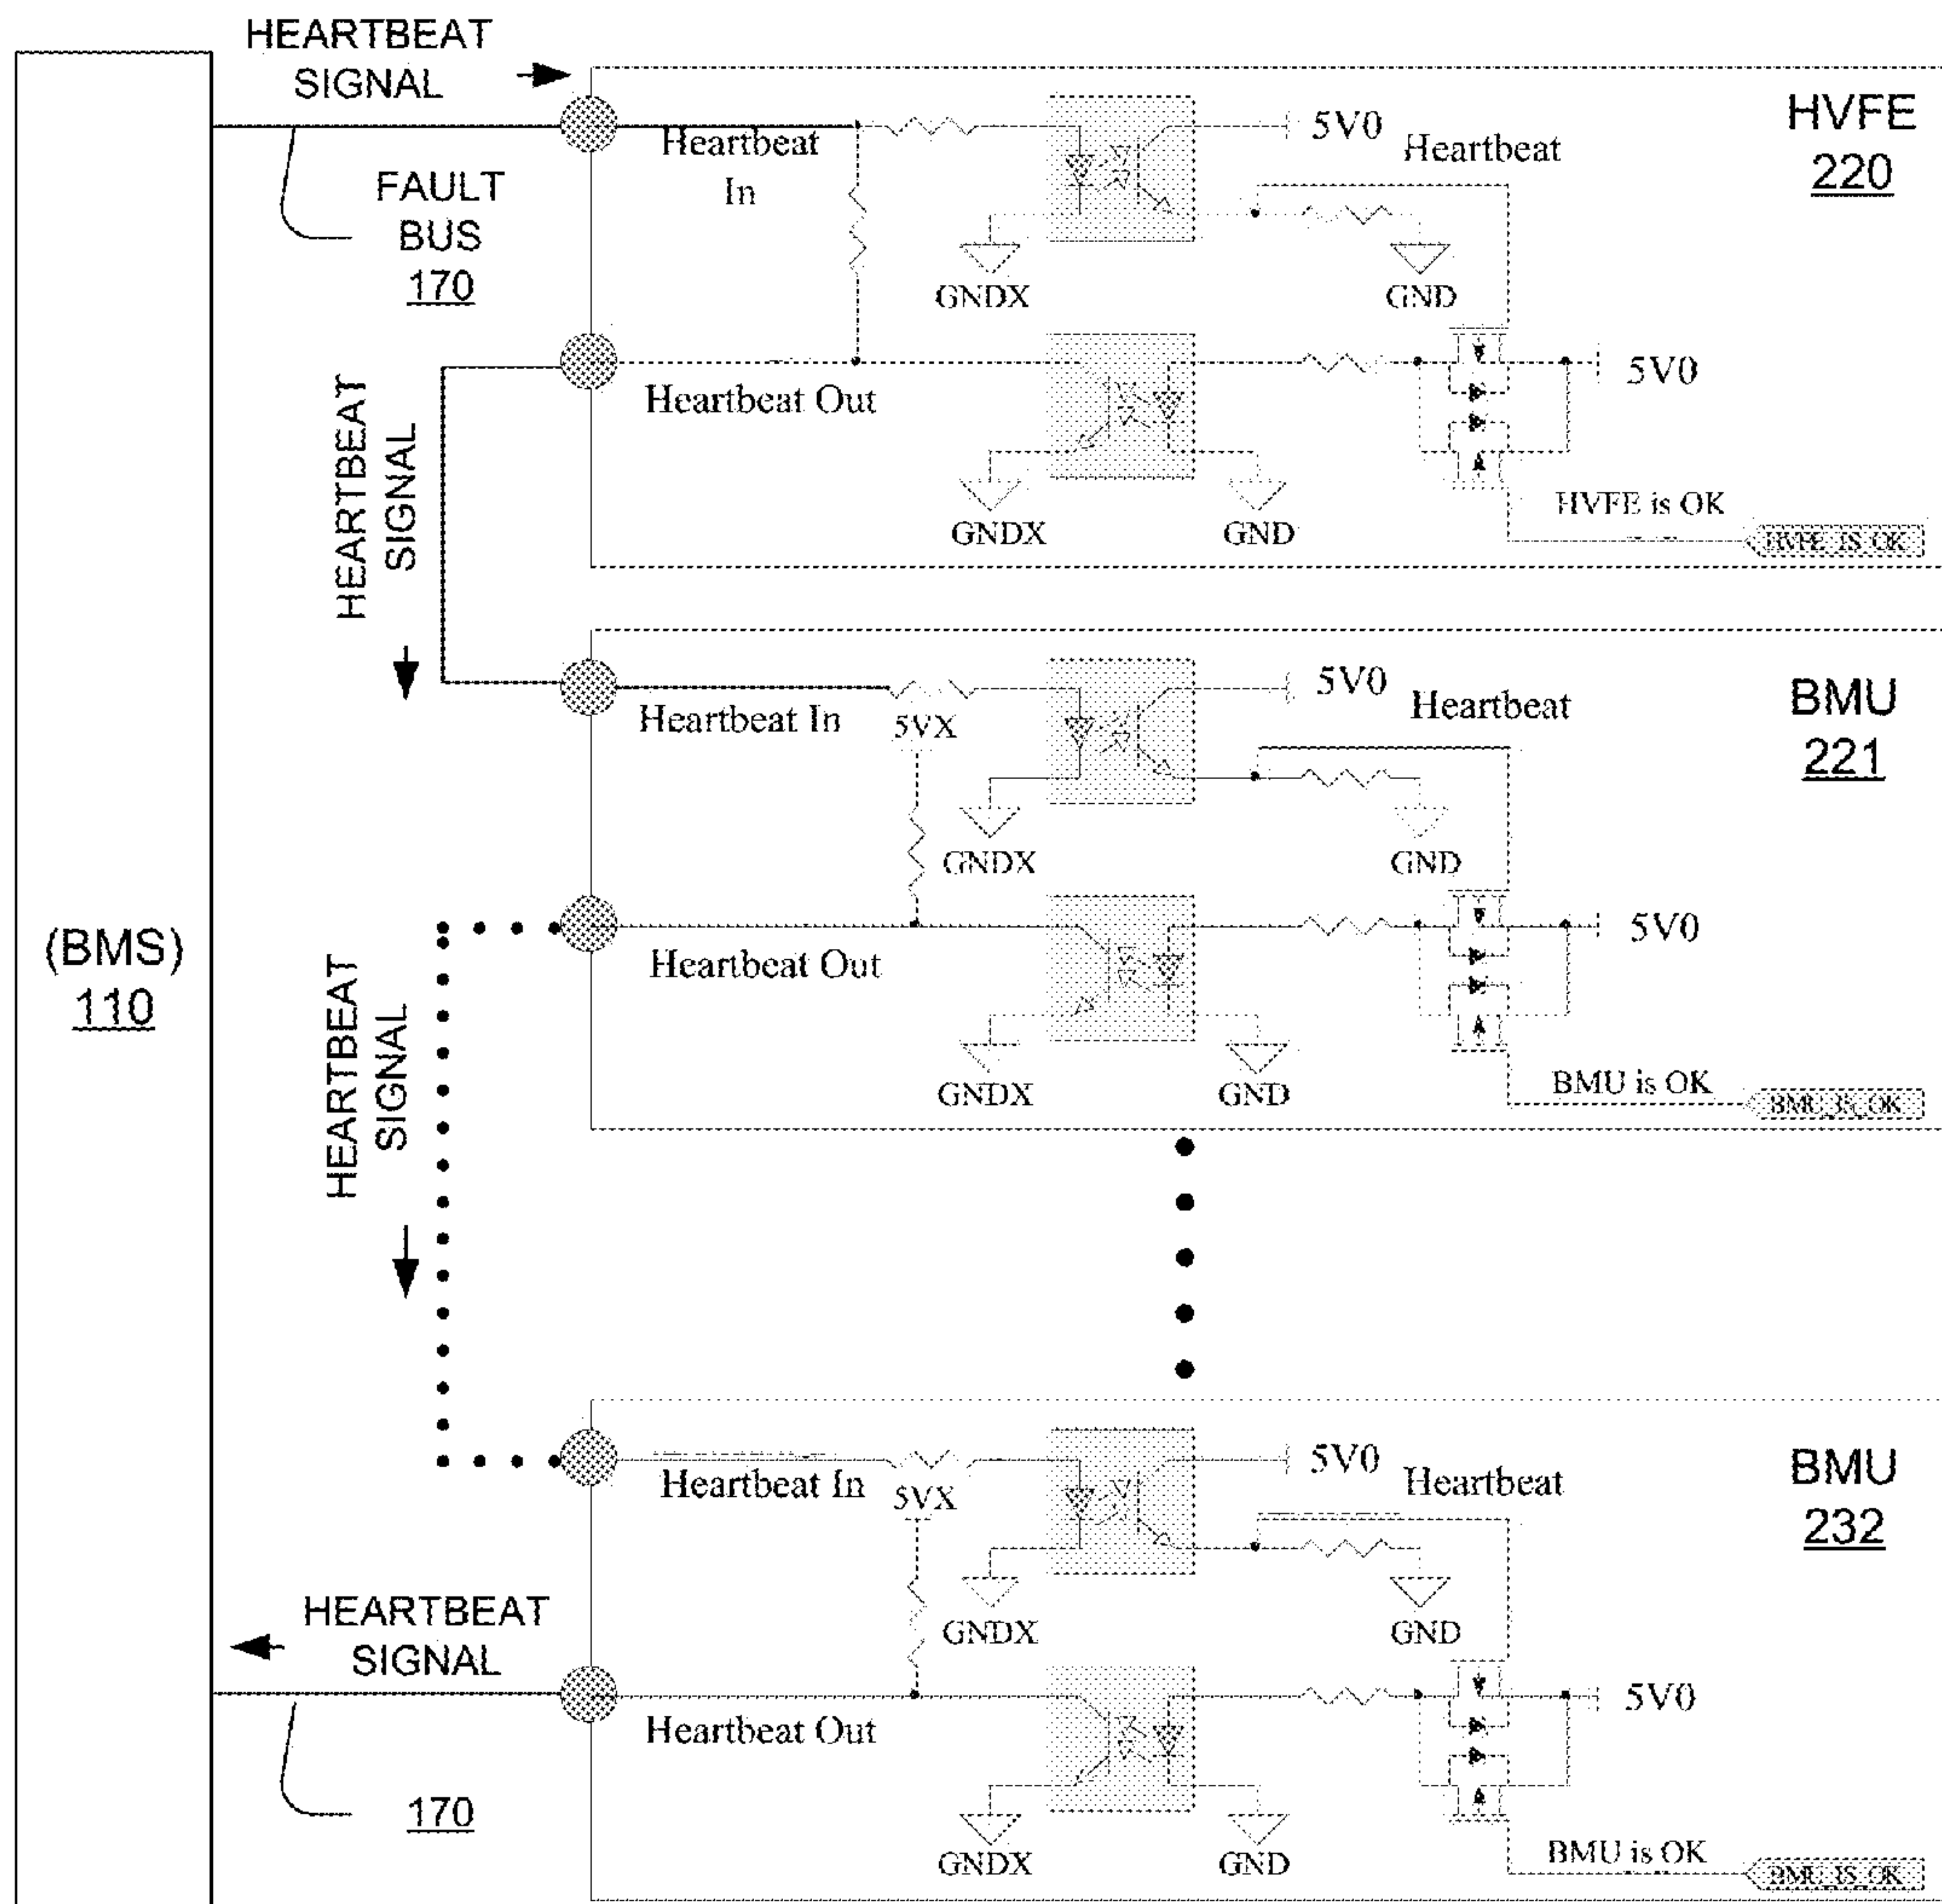 HEARTBEAT
SIGNAL
FAULT
BUS
170
HEARTBEAT
SIGNAL
(BMS)
110
HEARTBEAT
SIGNAL
HEARTBEAT
SIGNAL
170
HVFE
220
Heartbeat
In
5V0
Heartbeat
GNDX
GND
Heartbeat Out
5V0
GNDX
GND
HVFE is OK
HVFE_IS_OK
BMU
221
Heartbeat In
5VX
5V0
Heartbeat
GNDX
GND
Heartbeat Out
5V0
GNDX
GND
BMU is OK
BMU_IS_OK
BMU
232
Heartbeat In
5VX
5V0
Heartbeat
GNDX
GND
Heartbeat Out
5V0
GNDX
GND
BMU is OK
BMU_IS_OK